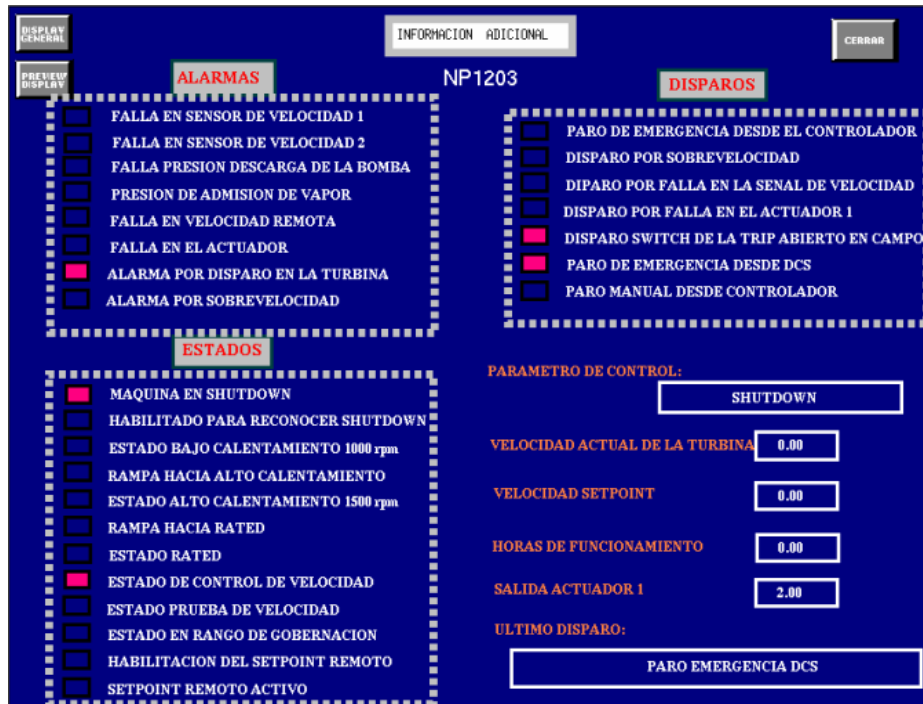 DISPLAY
GENERAL
INFORMACION ADICIONAL
CERRAR
PREVIEW
DISPLAY
NP1203
ALARMAS
FALLA EN SENSOR DE VELOCIDAD 1
FALLA EN SENSOR DE VELOCIDAD 2
FALLA PRESION DESCARGA DE LA BOMBA
PRESION DE ADMISION DE VAPOR
FALLA EN VELOCIDAD REMOTA
FALLA EN EL ACTUADOR
ALARMA POR DISPARO EN LA TURBINA
ALARMA POR SOBREVELOCIDAD
DISPAROS
PARO DE EMERGENCIA DESDE EL CONTROLADOR
DISPARO POR SOBREVELOCIDAD
DIPARO POR FALLA EN LA SENAL DE VELOCIDAD
DISPARO POR FALLA EN EL ACTUADOR 1
DISPARO SWITCH DE LA TRIP ABIERTO EN CAMPO
PARO DE EMERGENCIA DESDE DCS
PARO MANUAL DESDE CONTROLADOR
ESTADOS
MAQUINA EN SHUTDOWN
HABILITADO PARA RECONOCER SHUTDOWN
ESTADO BAJO CALENTAMIENTO 1000 rpm
RAMPA HACIA ALTO CALENTAMIENTO
ESTADO ALTO CALENTAMIENTO 1500 rpm
RAMPA HACIA RATED
ESTADO RATED
ESTADO DE CONTROL DE VELOCIDAD
ESTADO PRUEBA DE VELOCIDAD
ESTADO EN RANGO DE GOBERNACION
HABILITACION DEL SETPOINT REMOTO
SETPOINT REMOTO ACTIVO
PARAMETRO DE CONTROL:
SHUTDOWN
VELOCIDAD ACTUAL DE LA TURBINA 0.00
VELOCIDAD SETPOINT 0.00
HORAS DE FUNCIONAMIENTO 0.00
SALIDA ACTUADOR 1 2.00
ULTIMO DISPARO:
PARO EMERGENCIA DCS